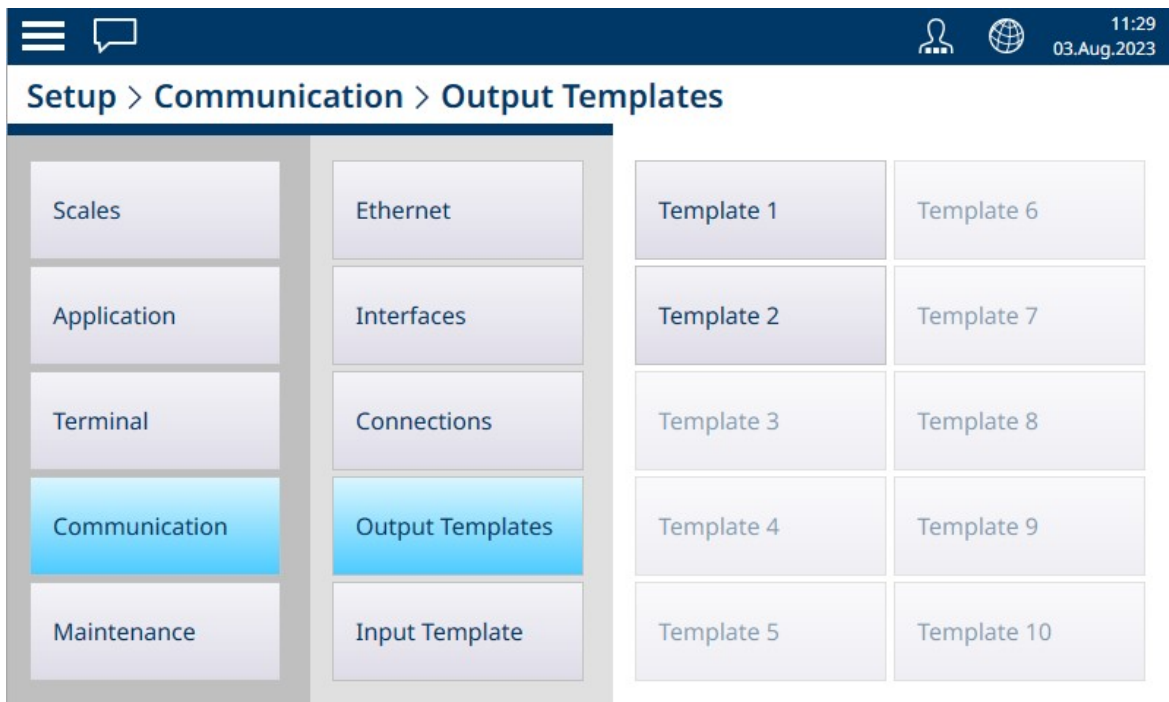 11:29
03.Aug.2023
Setup > Communication > Output Templates
Scales
Ethernet
Template 1
Template 6
Application
Interfaces
Template 2
Template 7
Terminal
Connections
Template 3
Template 8
Communication
Output Templates
Template 4
Template 9
Maintenance
Input Template
Template 5
Template 10